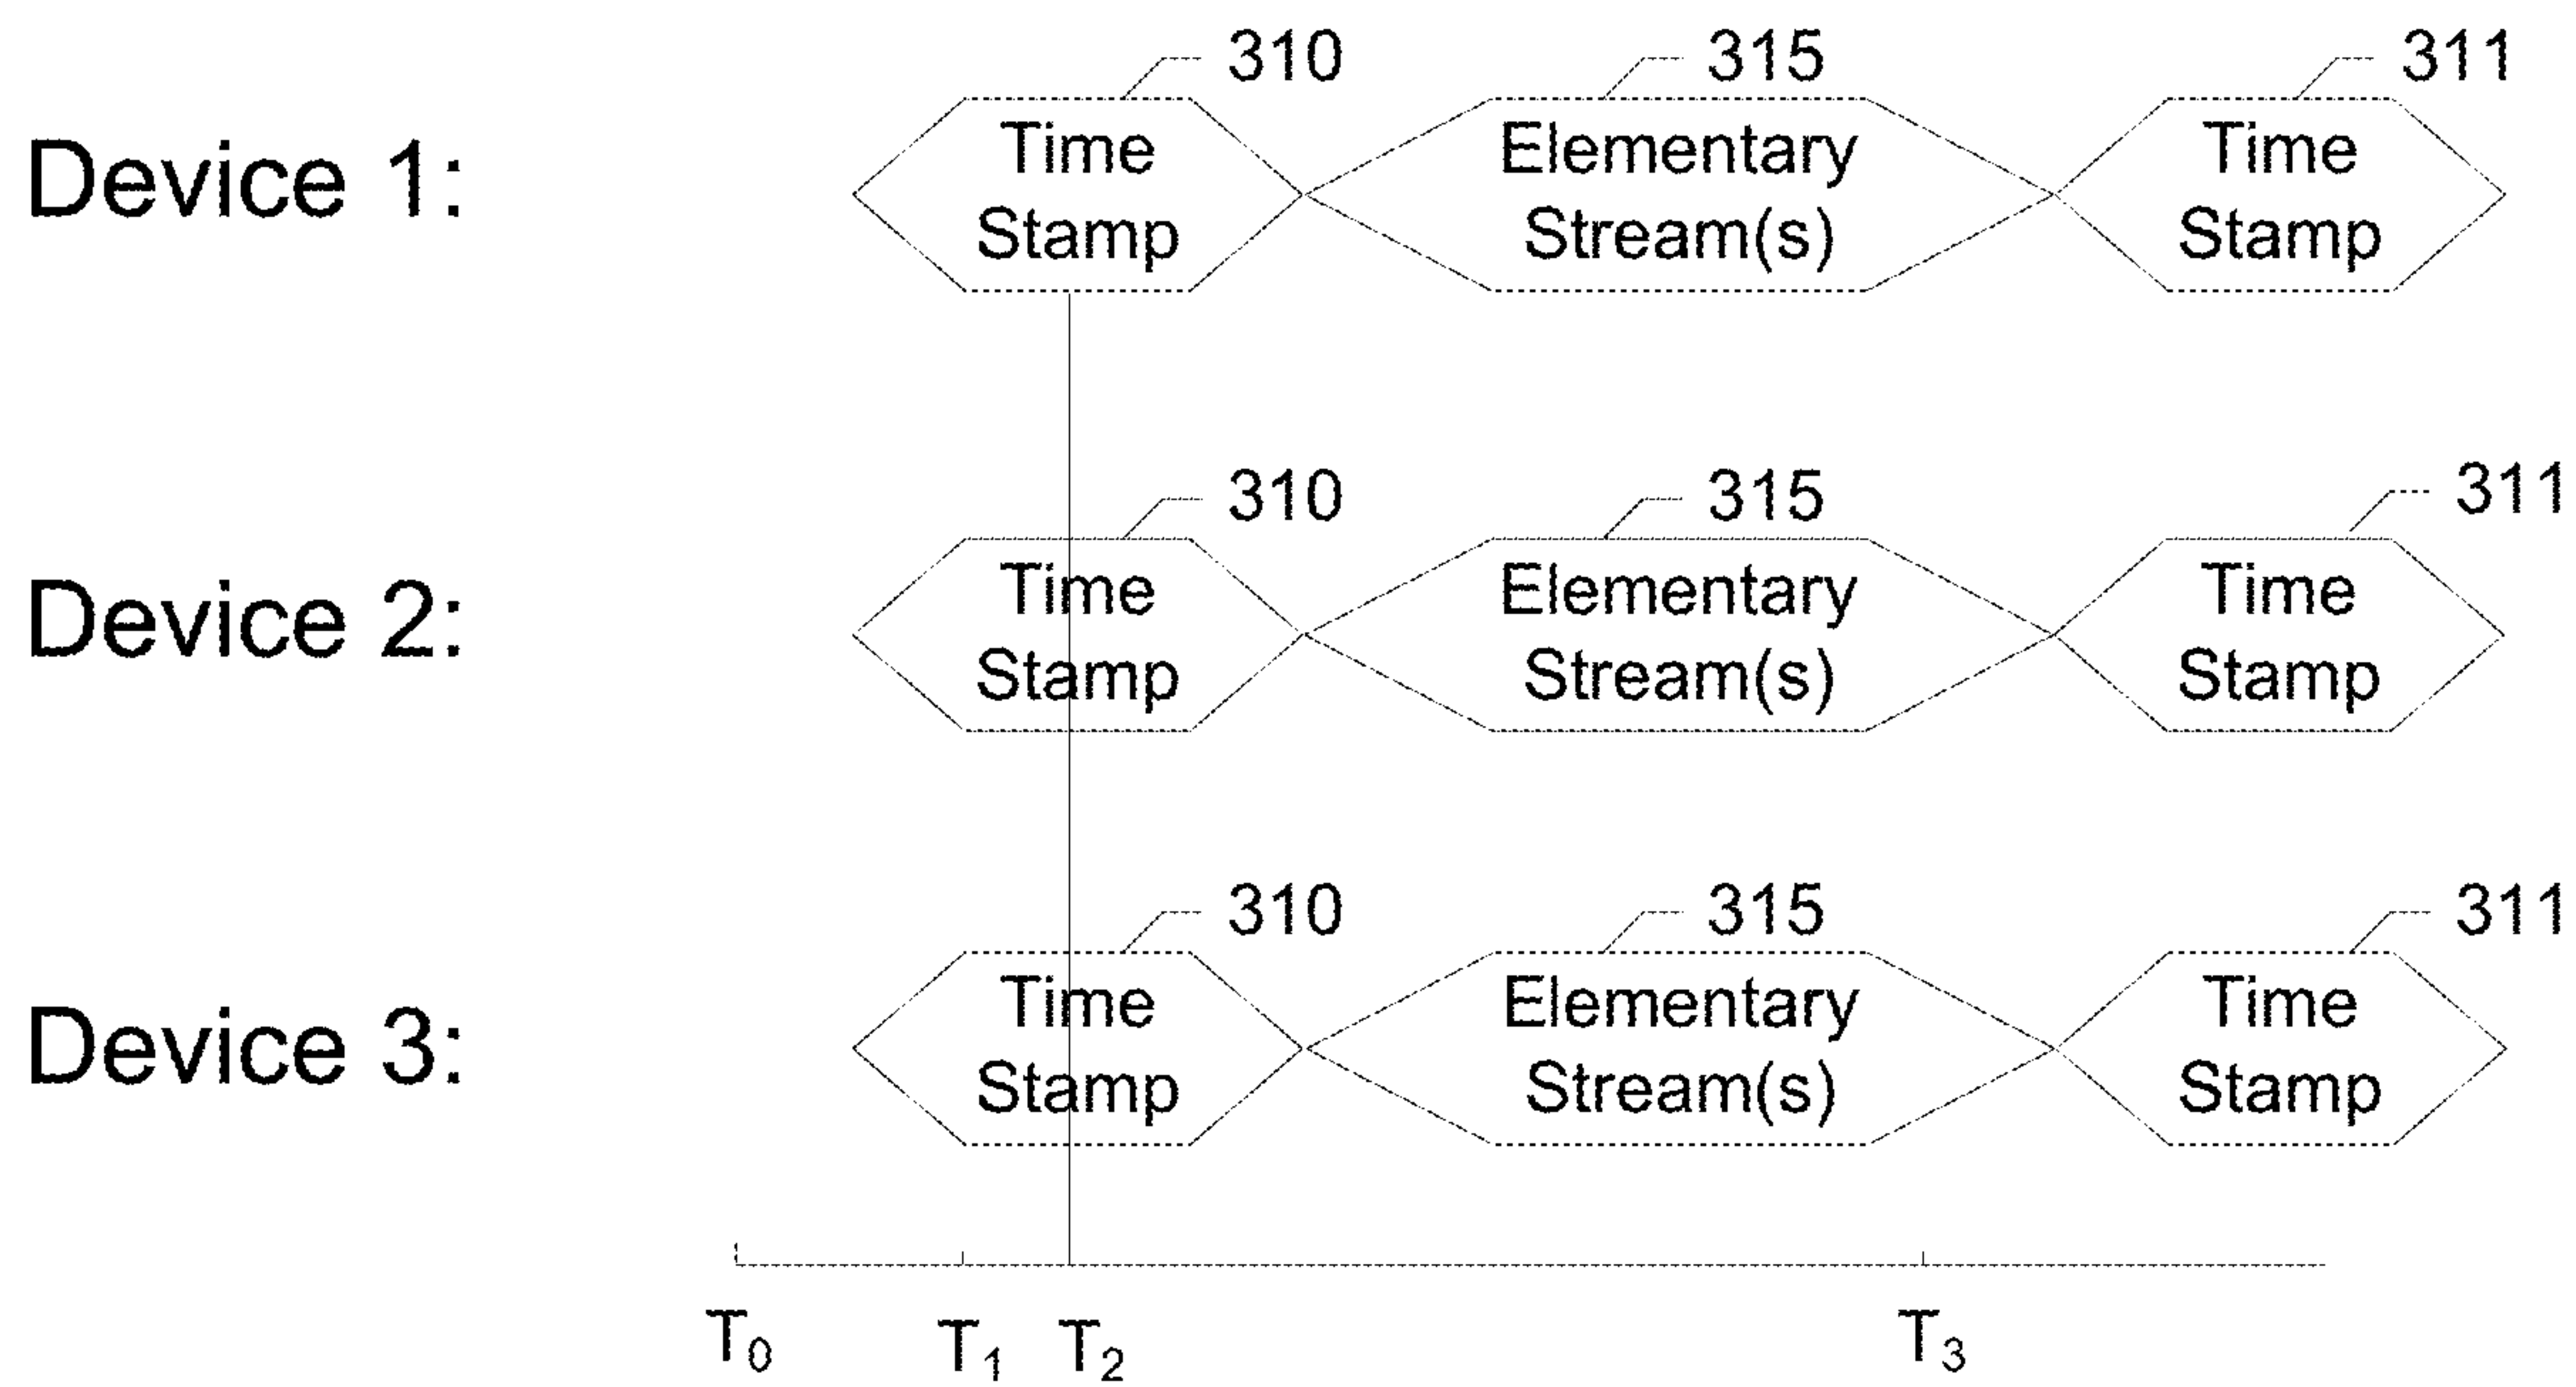 310 315 311
Device 1:
Time Elementary Time
Stamp Stream(s) Stamp
310 315 311
Device 2:
Time Elementary Time
Stamp Stream(s) Stamp
310 315 311
Device 3:
Time Elementary Time
Stamp Stream(s) Stamp
T0 T1 T2 T3